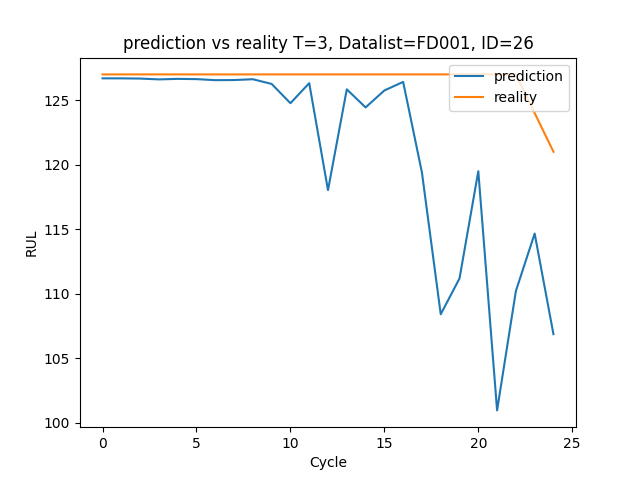 prediction vs reality T=3, Datalist=FD001, ID=26
prediction
reality
RUL
125
120
115
110
105
100
0 5 10 15 20 25
Cycle